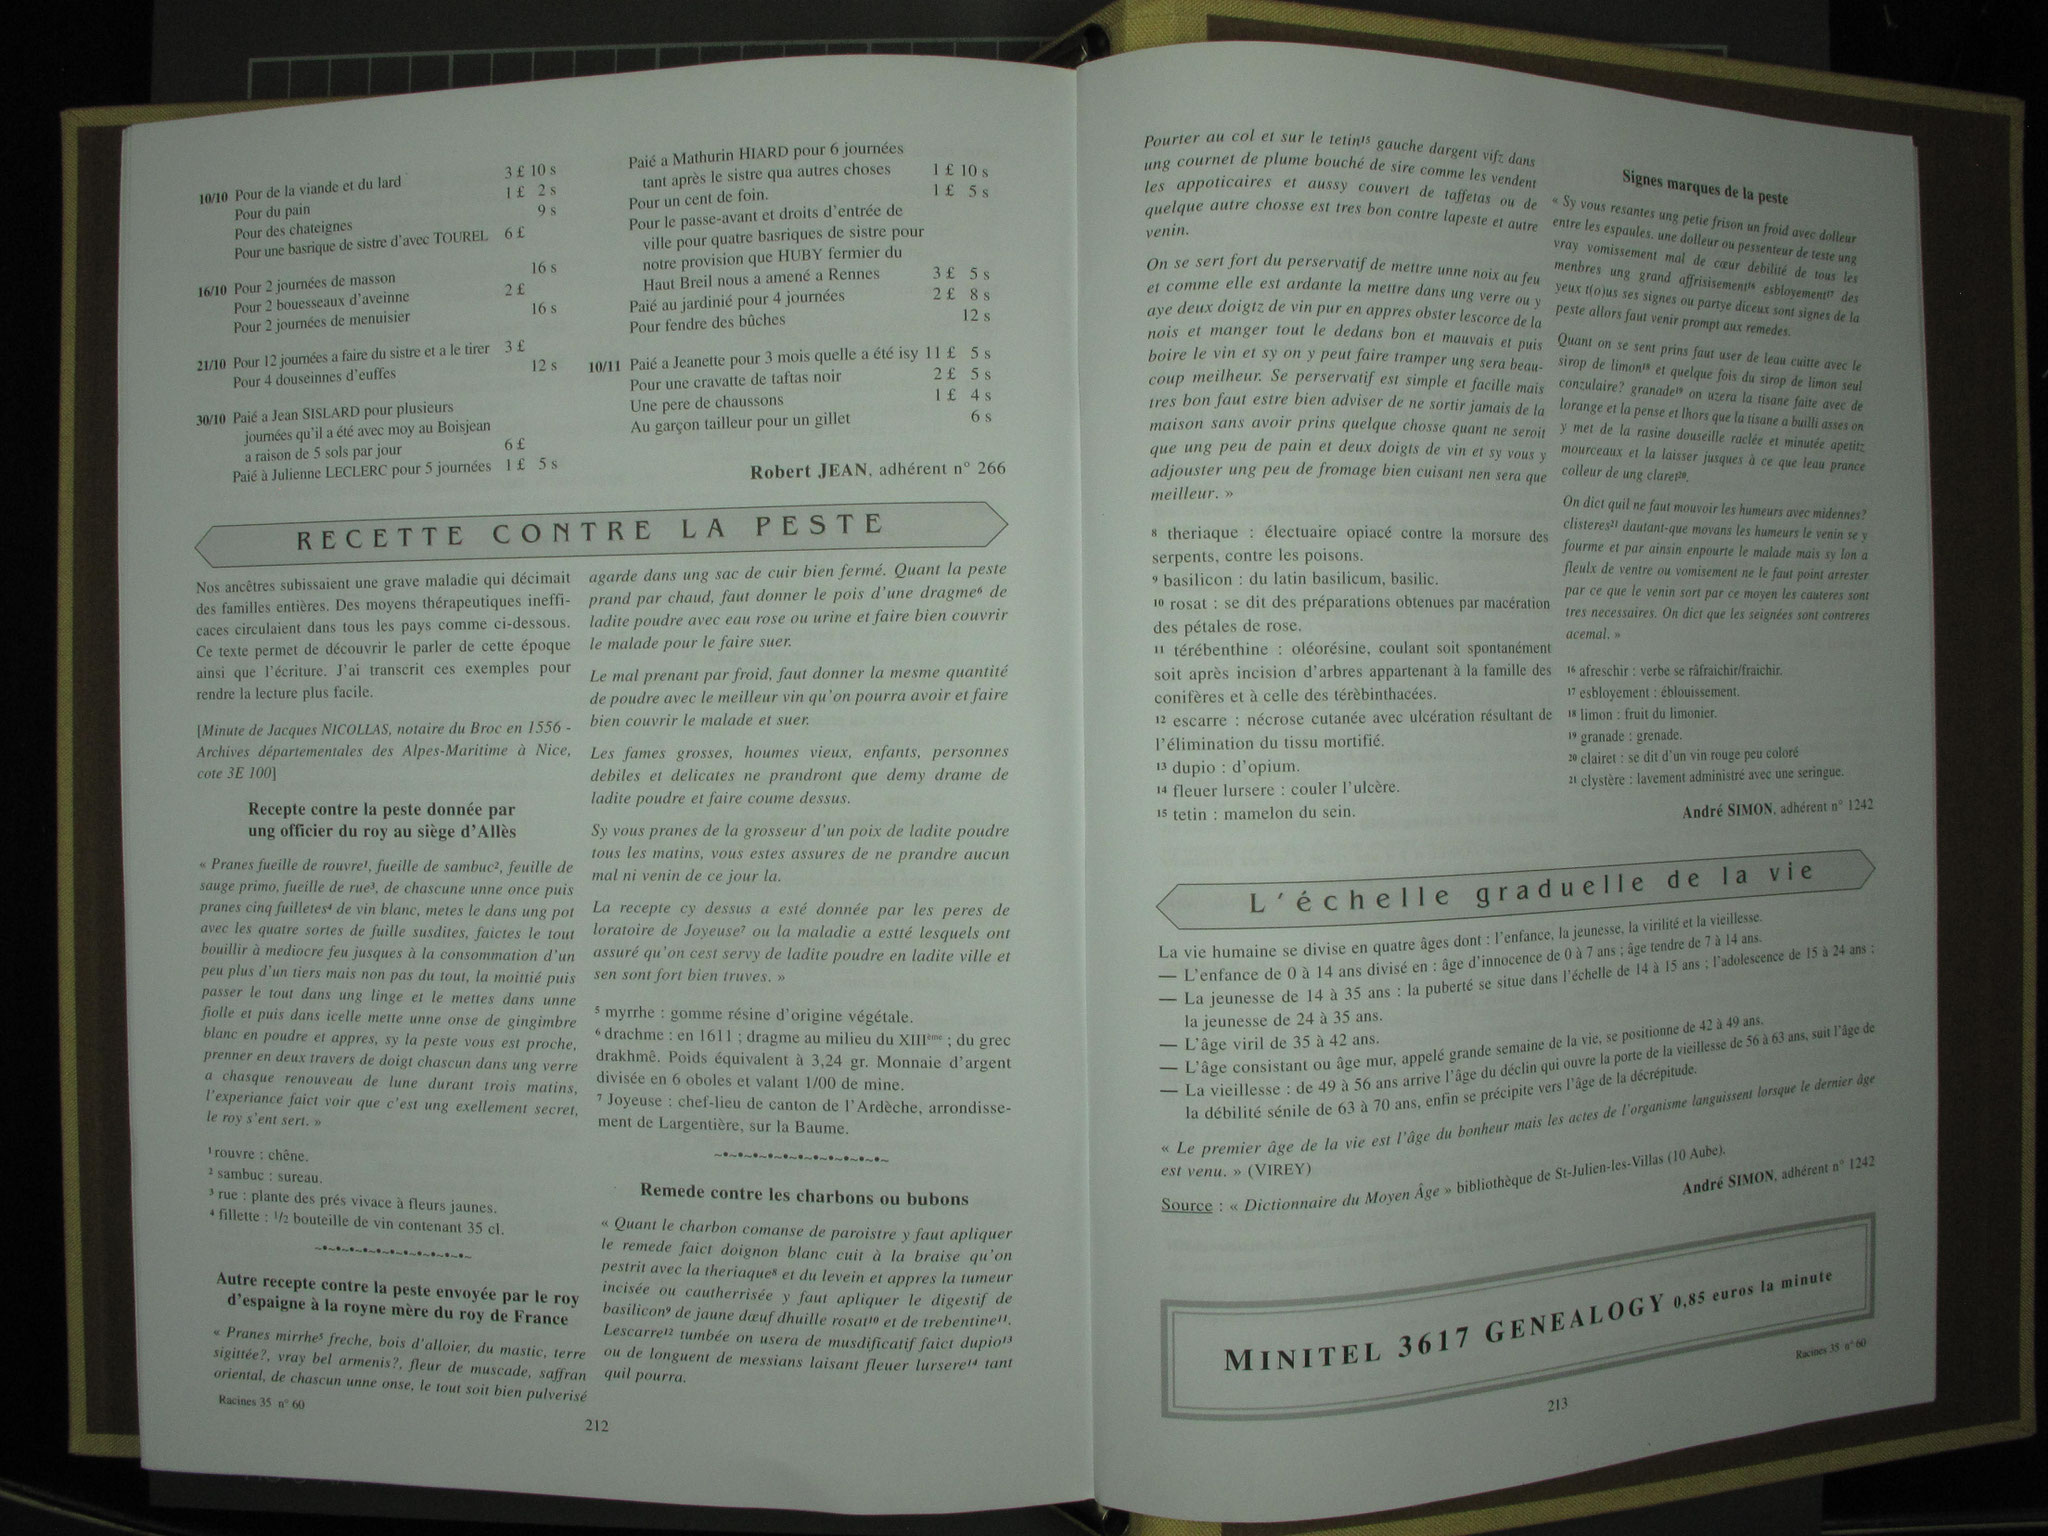 10/10 Pour de la viande et du lard 3 £ 10 s
Pour du pain 1 £ 2 s
Pour des chateignes 9 s
Pour une basrique de sistre d'avec TOUREL 6 £
16/10 Pour 2 journées de masson 16 s
Pour 2 bouesseaux d'aveinne 2 £
Pour 2 journées de menuisier 16 s
21/10 Pour 12 journées a faire du sistre et a le tirer 3 £
Pour 4 douseinnes d'euffes 12 s
30/10 Paié a Jean SISLARD pour plusieurs
journées qu'il a été avec moy au Boisjean
a raison de 5 sols par jour 6 £
Paié à Julienne LECLERC pour 5 journées 1 £ 5 s
Paié a Mathurin HIARD pour 6 journées
tant après le sistre qua autres choses 1 £ 10 s
Pour un cent de foin. 1 £ 5 s
Pour le passe-avant et droits d'entrée de
ville pour quatre basriques de sistre pour
notre provision que HUBY fermier du
Haut Breil nous a amené a Rennes 3 £ 5 s
Paié au jardinié pour 4 journées 2 £ 8 s
Pour fendre des bûches 12 s
10/11 Paié a Jeanette pour 3 mois quelle a été isy 11 £ 5 s
Pour une cravatte de taftas noir 2 £ 5 s
Une pere de chaussons 1 £ 4 s
Au garçon tailleur pour un gillet 6 s
Robert JEAN, adhérent n° 266
RECETTE CONTRE LA PESTE
Nos ancêtres subissaient une grave maladie qui décimait
des familles entières. Des moyens thérapeutiques ineffi-
caces circulaient dans tous les pays comme ci-dessous.
Ce texte permet de découvrir le parler de cette époque
ainsi que l'écriture. J'ai transcrit ces exemples pour
rendre la lecture plus facile.
[Minute de Jacques NICOLLAS, notaire du Broc en 1556 -
Archives départementales des Alpes-Maritime à Nice,
cote 3E 100]
Recepte contre la peste donnée par
ung officier du roy au siège d'Allès
« Pranes fueille de rouvre¹, fueille de sambuc², feuille de
sauge primo, fueille de rue³, de chascune unne once puis
pranes cinq fuilletes⁴ de vin blanc, metes le dans ung pot
avec les quatre sortes de fuille susdites, faictes le tout
bouillir à mediocre feu jusques à la consommation d'un
peu plus d'un tiers mais non pas du tout, la moittié puis
passer le tout dans ung linge et le mettes dans unne
fiolle et puis dans icelle mette unne onse de gingimbre
blanc en poudre et appres, sy la peste vous est proche,
prenner en deux travers de doigt chascun dans ung verre
a chasque renouveau de lune durant trois matins,
l'experiance faict voir que c'est ung exellement secret,
le roy s'ent sert. »
¹ rouvre : chêne.
² sambuc : sureau.
³ rue : plante des prés vivace à fleurs jaunes.
⁴ fillette : 1/2 bouteille de vin contenant 35 cl.
Autre recepte contre la peste envoyée par le roy
d'espaigne à la royne mère du roy de France
« Pranes mirrhe⁵ freche, bois d'alloier, du mastic, terre
sigittée?, vray bel armenis?, fleur de muscade, saffran
oriental, de chascun unne onse, le tout soit bien pulverisé
agarde dans ung sac de cuir bien fermé. Quant la peste
prand par chaud, faut donner le pois d'une dragme⁶ de
ladite poudre avec eau rose ou urine et faire bien couvrir
le malade pour le faire suer.
Le mal prenant par froid, faut donner la mesme quantité
de poudre avec le meilleur vin qu'on pourra avoir et faire
bien couvrir le malade et suer.
Les fames grosses, houmes vieux, enfants, personnes
debiles et delicates ne prandront que demy drame de
ladite poudre et faire coume dessus.
Sy vous pranes de la grosseur d'un poix de ladite poudre
tous les matins, vous estes assures de ne prandre aucun
mal ni venin de ce jour la.
La recepte cy dessus a esté donnée par les peres de
loratoire de Joyeuse⁷ ou la maladie a estté lesquels ont
assuré qu'on cest servy de ladite poudre en ladite ville et
sen sont fort bien truves. »
⁵ myrrhe : gomme résine d'origine végétale.
⁶ drachme : en 1611 ; dragme au milieu du XIIIème ; du grec
drakhmê. Poids équivalent à 3,24 gr. Monnaie d'argent
divisée en 6 oboles et valant 1/00 de mine.
⁷ Joyeuse : chef-lieu de canton de l'Ardèche, arrondisse-
ment de Largentière, sur la Baume.
Remede contre les charbons ou bubons
« Quant le charbon comanse de paroistre y faut apliquer
le remede faict doignon blanc cuit à la braise qu'on
pestrit avec la theriaque⁸ et du levein et appres la tumeur
incisée ou cautherrisée y faut apliquer le digestif de
basilicon⁹ de jaune dœuf dhuille rosat¹⁰ et de trebentine¹¹.
Lescarre¹² tumbée on usera de musdificatif faict dupio¹³
ou de longuent de messians laisant fleuer lursere¹⁴ tant
quil pourra.
Racines 35 n° 60
212
Pourter au col et sur le tetin¹⁵ gauche dargent vifz dans
ung cournet de plume bouché de sire comme les vendent
les appoticaires et aussy couvert de taffetas ou de
quelque autre chosse est tres bon contre lapeste et autre
venin.
On se sert fort du perservatif de mettre unne noix au feu
et comme elle est ardante la mettre dans ung verre ou y
aye deux doigtz de vin pur en appres obster lescorce de la
nois et manger tout le dedans bon et mauvais et puis
boire le vin et sy on y peut faire tramper ung sera beau-
coup meilheur. Se perservatif est simple et facille mais
tres bon faut estre bien adviser de ne sortir jamais de la
maison sans avoir prins quelque chosse quant ne seroit
que ung peu de pain et deux doigts de vin et sy vous y
adjouster ung peu de fromage bien cuisant nen sera que
meilleur. »
⁸ theriaque : électuaire opiacé contre la morsure des
serpents, contre les poisons.
⁹ basilicon : du latin basilicum, basilic.
¹⁰ rosat : se dit des préparations obtenues par macération
des pétales de rose.
¹¹ térébenthine : oléorésine, coulant soit spontanément
soit après incision d'arbres appartenant à la famille des
conifères et à celle des térèbinthacées.
¹² escarre : nécrose cutanée avec ulcération résultant de
l'élimination du tissu mortifié.
¹³ dupio : d'opium.
¹⁴ fleuer lursere : couler l'ulcère.
¹⁵ tetin : mamelon du sein.
Signes marques de la peste
« Sy vous resantes ung petie frison un froid avec dolleur
entre les espaules, une dolleur ou pessenteur de teste ung
vray vomissement mal de cœur debilité de tous les
menbres ung grand affrisisement¹⁶ esbloyement¹⁷ des
yeux t(o)us ses signes ou partye diceux sont signes de la
peste allors faut venir prompt aux remedes.
Quant on se sent prins faut user de leau cuitte avec le
sirop de limon¹⁸ et quelque fois du sirop de limon seul
conzulaire? granade¹⁹ on uzera la tisane faite avec de
lorange et la pense et lhors que la tisane a builli asses on
y met de la rasine douseille raclée et minutée apetitz
mourceaux et la laisser jusques à ce que leau prance
colleur de ung claret²⁰.
On dict quil ne faut mouvoir les humeurs avec midennes?
clisteres²¹ dautant-que movans les humeurs le venin se y
fourme et par ainsin enpourte le malade mais sy lon a
fleulx de ventre ou vomisement ne le faut point arrester
par ce que le venin sort par ce moyen les cauteres sont
tres necessaires. On dict que les seignées sont contreres
acemal. »
¹⁶ afreschir : verbe se râfraichir/fraichir.
¹⁷ esbloyement : éblouissement.
¹⁸ limon : fruit du limonier.
¹⁹ granade : grenade.
²⁰ clairet : se dit d'un vin rouge peu coloré
²¹ clystère : lavement administré avec une seringue.
André SIMON, adhérent n° 1242
L'échelle graduelle de la vie
La vie humaine se divise en quatre âges dont : l'enfance, la jeunesse, la virilité et la vieillesse.
— L'enfance de 0 à 14 ans divisé en : âge d'innocence de 0 à 7 ans ; âge tendre de 7 à 14 ans.
— La jeunesse de 14 à 35 ans : la puberté se situe dans l'échelle de 14 à 15 ans ; l'adolescence de 15 à 24 ans ;
la jeunesse de 24 à 35 ans.
— L'âge viril de 35 à 42 ans.
— L'âge consistant ou âge mur, appelé grande semaine de la vie, se positionne de 42 à 49 ans.
— La vieillesse : de 49 à 56 ans arrive l'âge du déclin qui ouvre la porte de la vieillesse de 56 à 63 ans, suit l'âge de
la débilité sénile de 63 à 70 ans, enfin se précipite vers l'âge de la décrépitude.
« Le premier âge de la vie est l'âge du bonheur mais les actes de l'organisme languissent lorsque le dernier âge
est venu. » (VIREY)
Source : « Dictionnaire du Moyen Âge » bibliothèque de St-Julien-les-Villas (10 Aube).
André SIMON, adhérent n° 1242
MINITEL 3617 GENEALOGY 0,85 euros la minute
Racines 35 n° 60
213